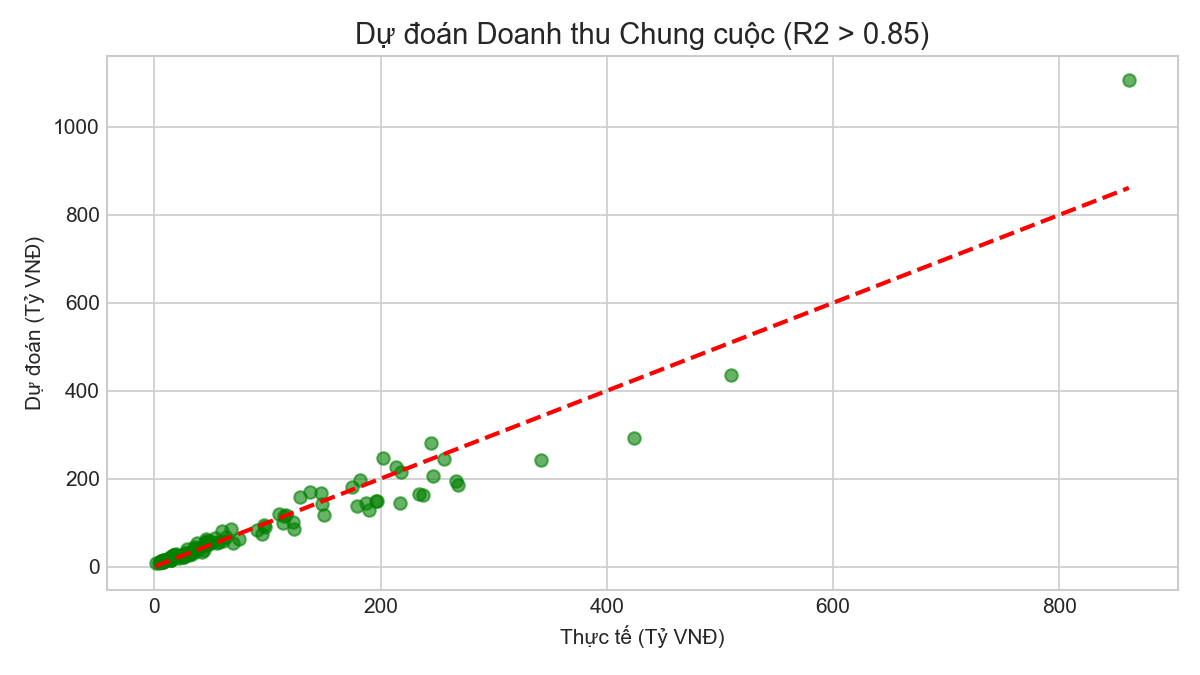 Dự đoán Doanh thu Chung cuộc (R2 > 0.85)
Dự đoán (Tỷ VNĐ)
1000
800
600
400
200
0
0 200 400 600 800
Thực tế (Tỷ VNĐ)